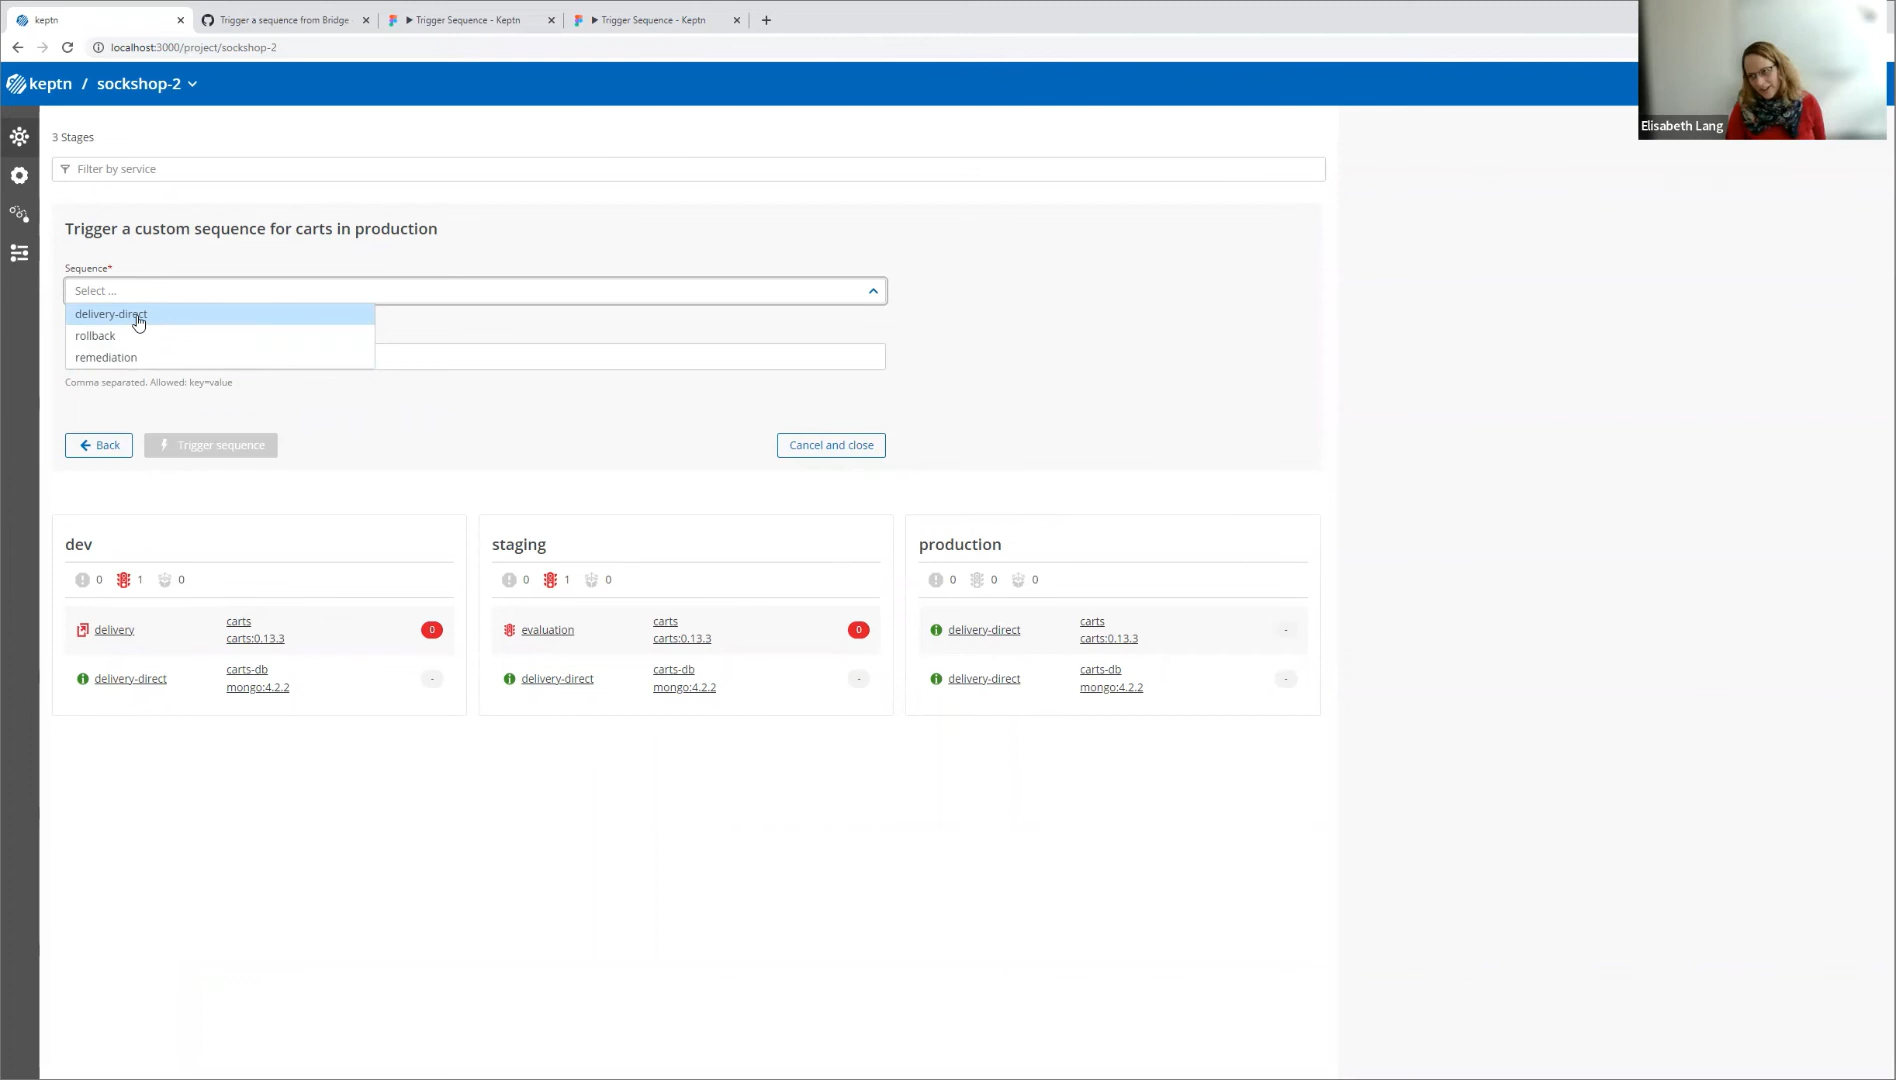 keptn
Trigger a sequence from Bridge
Trigger Sequence - Keptn
Trigger Sequence - Keptn
localhost:3000/project/sockshop-2
keptn / sockshop-2
Elisabeth Lang
3 Stages
Filter by service
Trigger a custom sequence for carts in production
Sequence*
Select ...
delivery-direct
rollback
remediation
Comma separated. Allowed: key=value
Back
Trigger sequence
Cancel and close
dev
0 1 0
delivery
carts
carts:0.13.3
0
delivery-direct
carts-db
mongo:4.2.2
-
staging
0 1 0
evaluation
carts
carts:0.13.3
0
delivery-direct
carts-db
mongo:4.2.2
-
production
0 0 0
delivery-direct
carts
carts:0.13.3
-
delivery-direct
carts-db
mongo:4.2.2
-